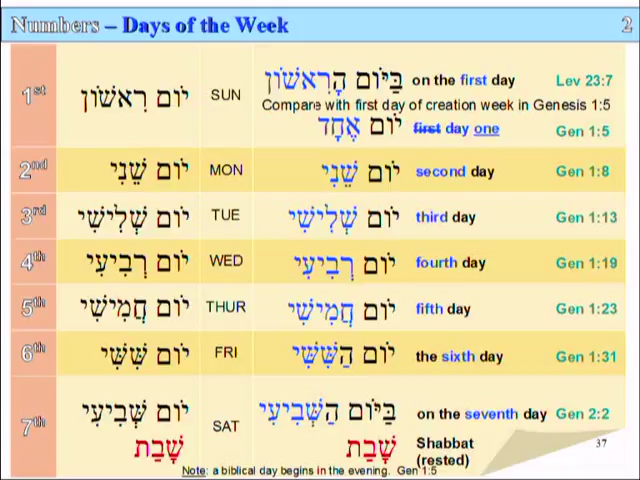 Numbers – Days of the Week 2
1st יוֹם רִאשׁוֹן SUN בַּיּוֹם הָרִאשׁוֹן on the first day Lev 23:7
Compare with first day of creation week in Genesis 1:5
יוֹם אֶחָד first day one Gen 1:5
2nd יוֹם שֵׁנִי MON יוֹם שֵׁנִי second day Gen 1:8
3rd יוֹם שְׁלִישִׁי TUE יוֹם שְׁלִישִׁי third day Gen 1:13
4th יוֹם רְבִיעִי WED יוֹם רְבִיעִי fourth day Gen 1:19
5th יוֹם חֲמִישִׁי THUR יוֹם חֲמִישִׁי fifth day Gen 1:23
6th יוֹם שִׁשִּׁי FRI יוֹם הַשִּׁשִּׁי the sixth day Gen 1:31
7th יוֹם שְׁבִיעִי SAT בַּיּוֹם הַשְּׁבִיעִי on the seventh day Gen 2:2
שָׁבַּת שָׁבַת Shabbat
(rested)
37
Note: a biblical day begins in the evening. Gen 1:5